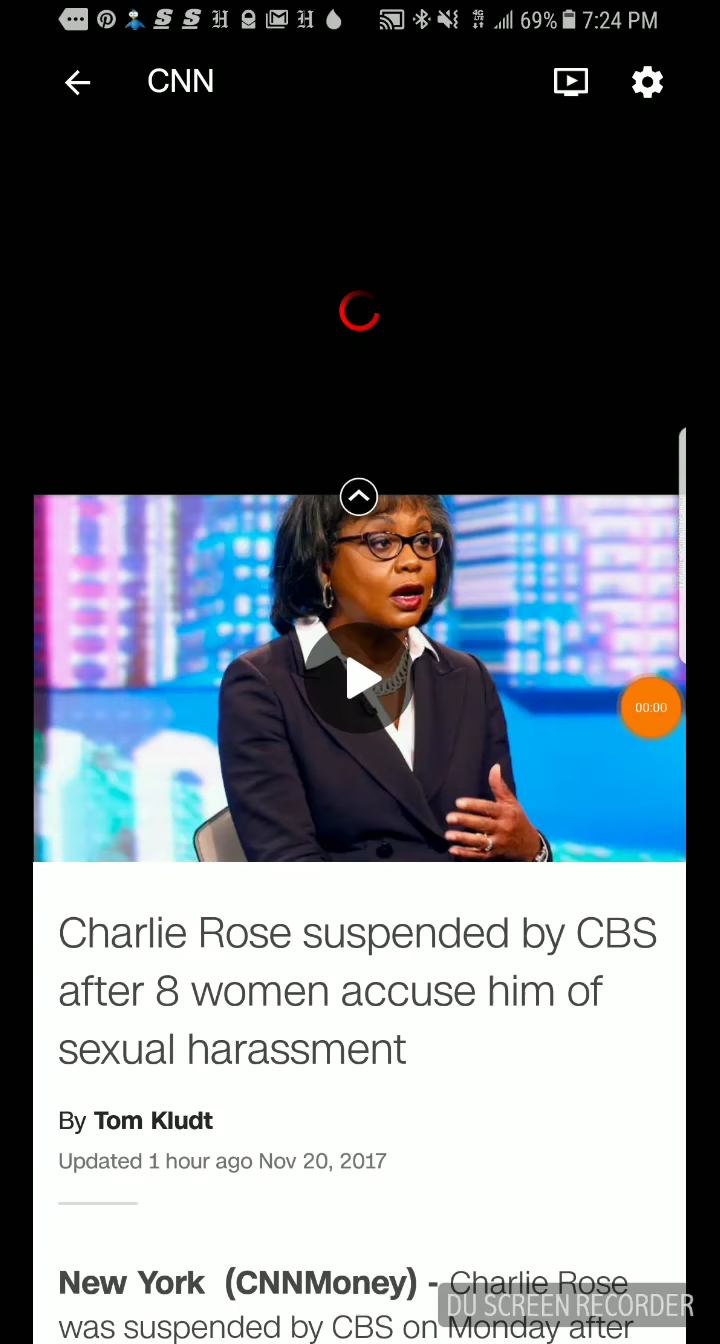 69% 7:24 PM
CNN
00:00
Charlie Rose suspended by CBS
after 8 women accuse him of
sexual harassment
By Tom Kludt
Updated 1 hour ago Nov 20, 2017
New York (CNNMoney) - Charlie Rose
DU SCREEN RECORDER
was suspended by CBS on Monday after